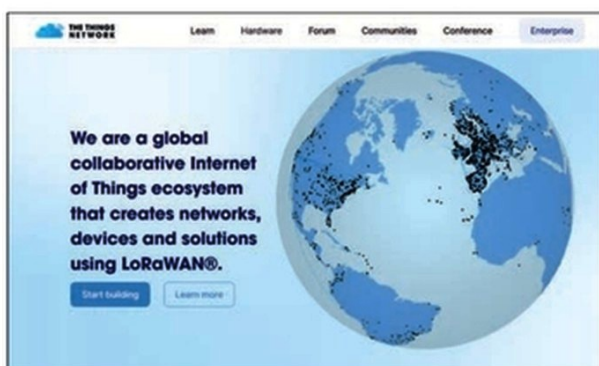 THE THINGS
NETWORK
Learn
Hardware
Forum
Communities
Conference
Enterprise
We are a global
collaborative Internet
of Things ecosystem
that creates networks,
devices and solutions
using LoRaWAN®.
Start building
Learn more